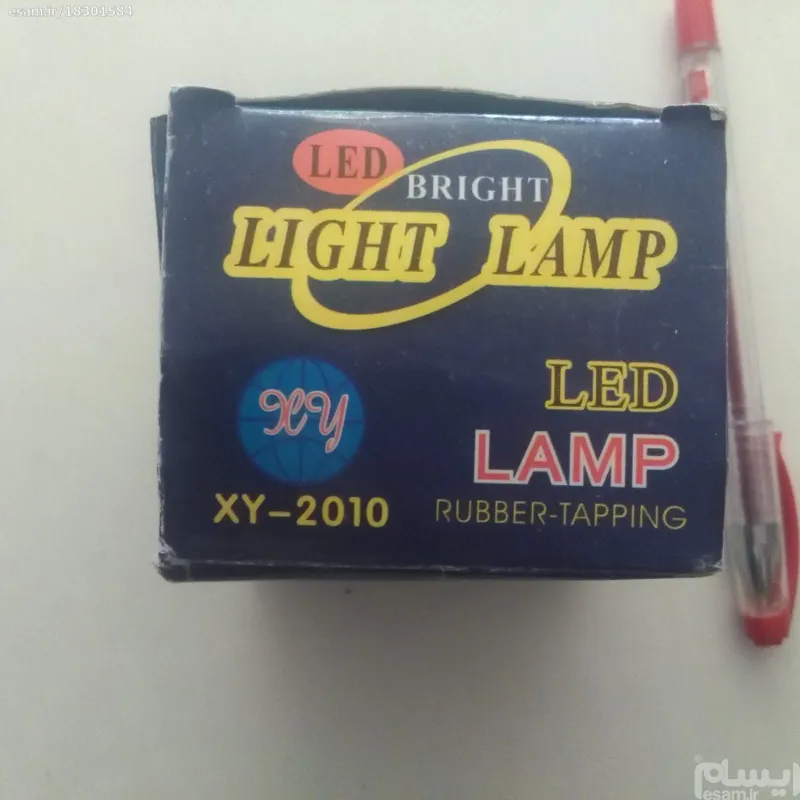 esam.ir/18301584
LED
BRIGHT
LIGHT LAMP
XY
LED
LAMP
XY-2010
RUBBER-TAPPING
ایسام
esam.ir